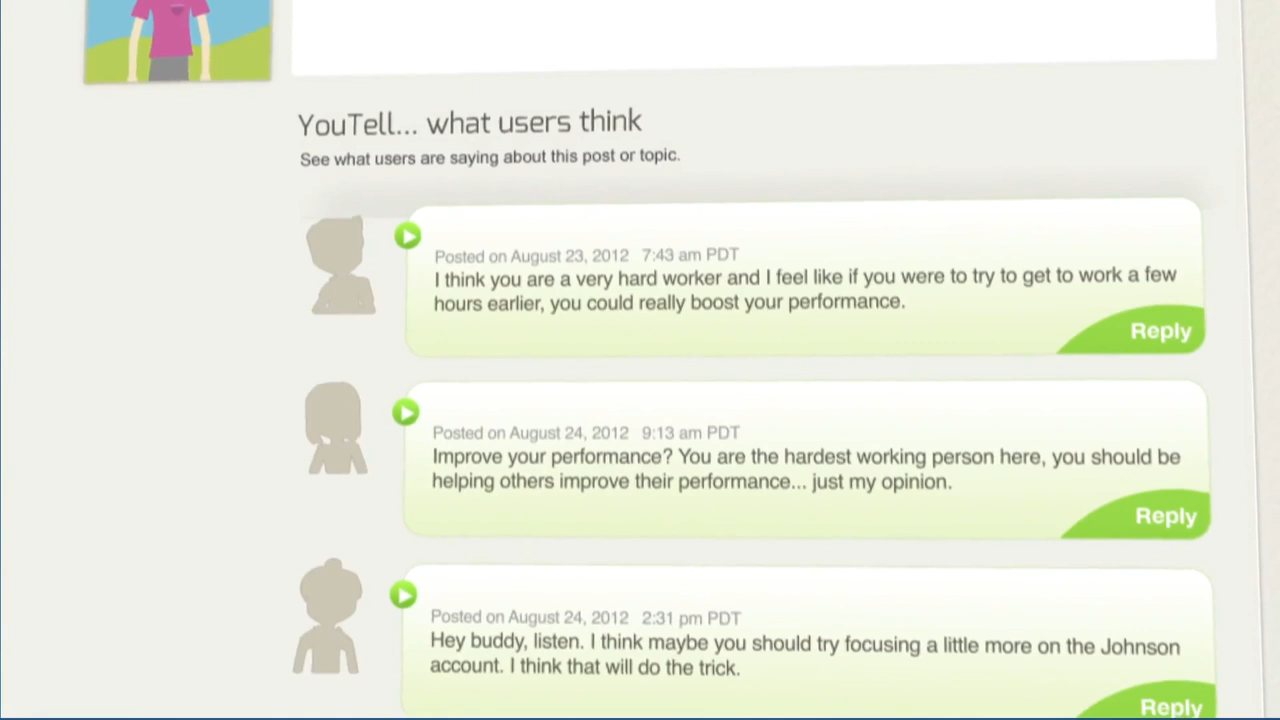 YouTell... what users think
See what users are saying about this post or topic.
Posted on August 23, 2012 7:43 am PDT
I think you are a very hard worker and I feel like if you were to try to get to work a few
hours earlier, you could really boost your performance.
Reply
Posted on August 24, 2012 9:13 am PDT
Improve your performance? You are the hardest working person here, you should be
helping others improve their performance... just my opinion.
Reply
Posted on August 24, 2012 2:31 pm PDT
Hey buddy, listen. I think maybe you should try focusing a little more on the Johnson
account. I think that will do the trick.
Reply